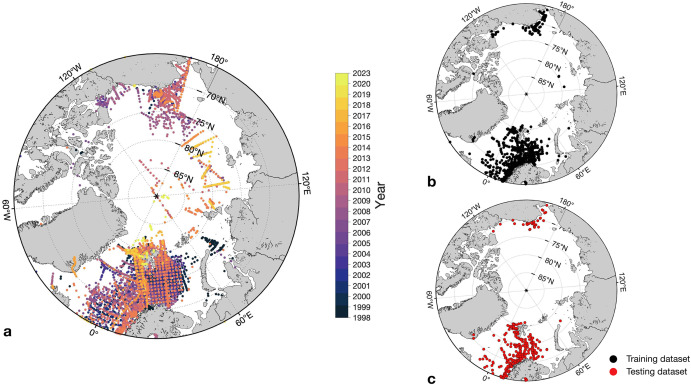 120°W
180°
70°N
75°N
80°N
85°N
60°W
120°E
0°
60°E
a
2023
2020
2019
2018
2017
2016
2015
2014
2013
2012
2011
2010
2009
2008
2007
2006
2005
2004
2003
2002
2001
2000
1999
1998
Year
120°W
180°
75°N
80°N
85°N
60°W
120°E
0°
60°E
b
120°W
180°
75°N
80°N
85°N
60°W
120°E
0°
60°E
c
Training dataset
Testing dataset